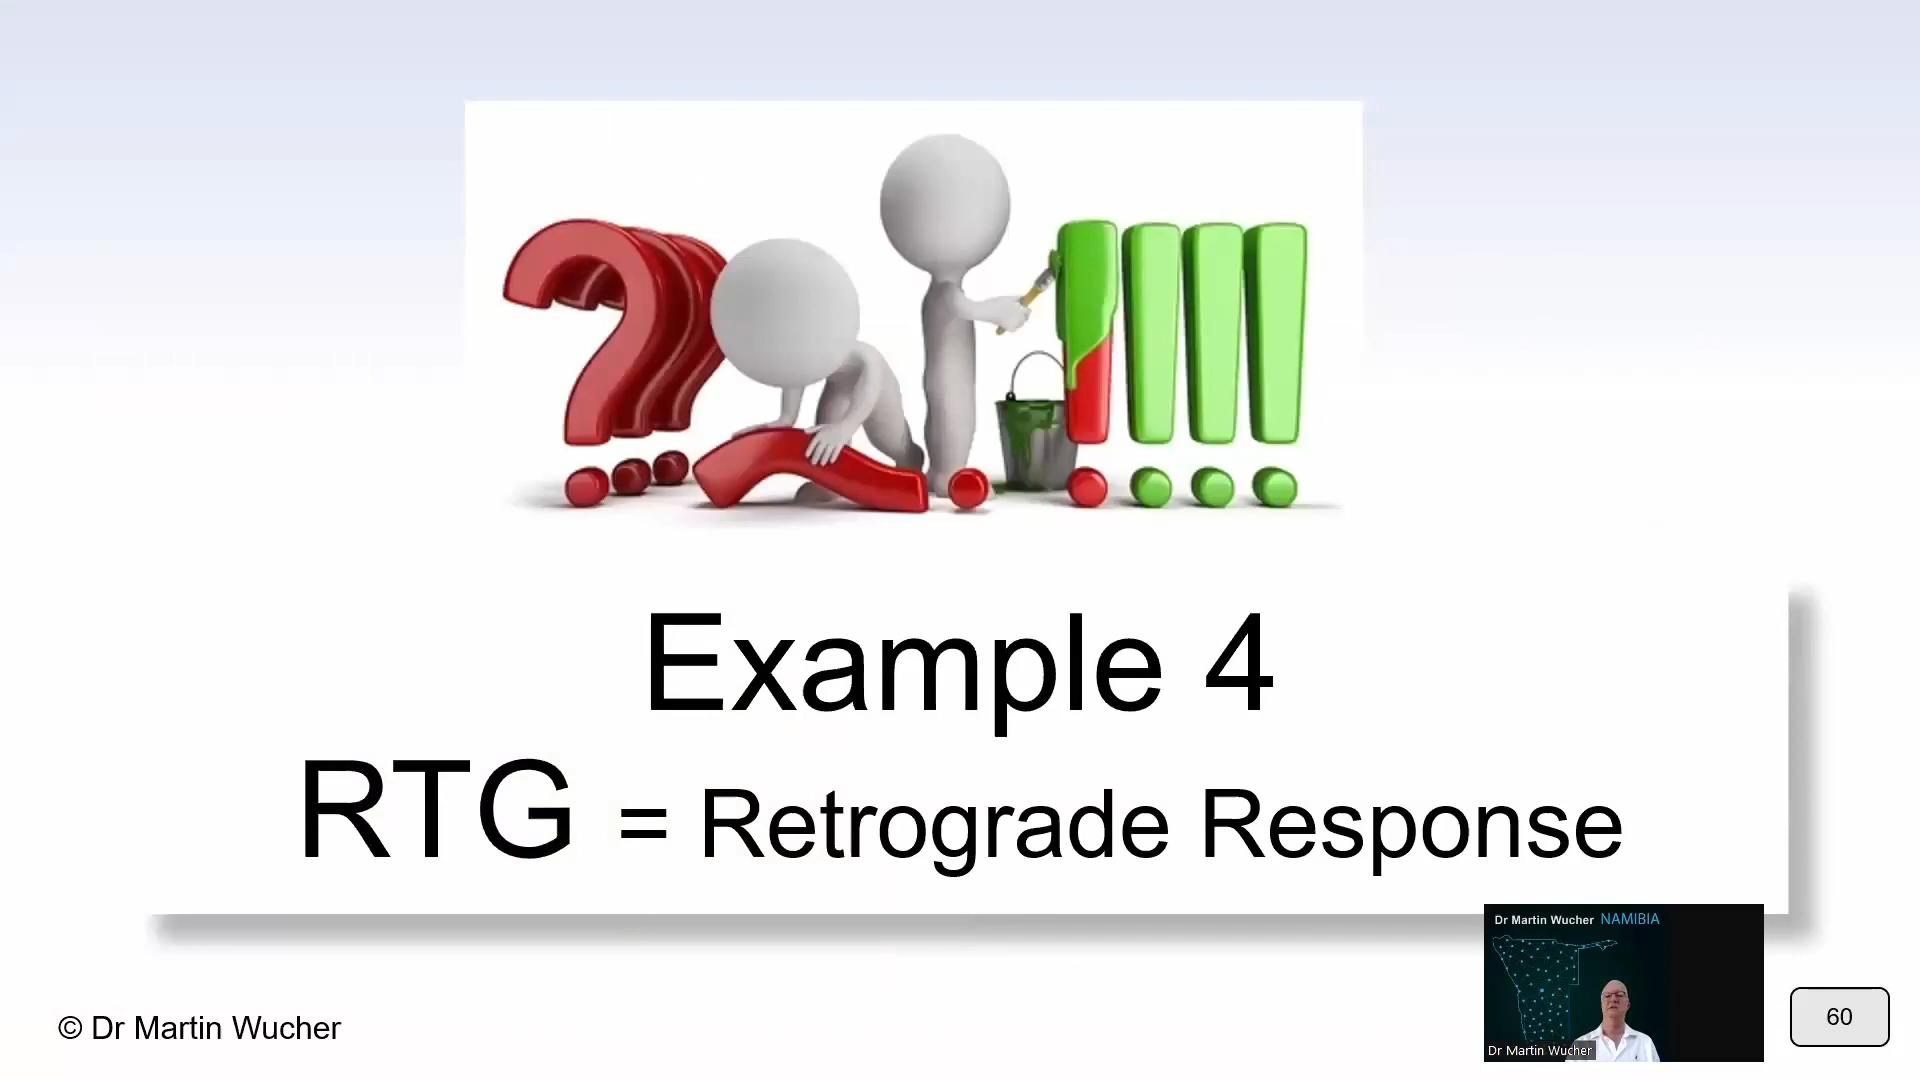 Example 4
RTG = Retrograde Response
Dr Martin Wucher NAMIBIA
Dr Martin Wucher
© Dr Martin Wucher
60